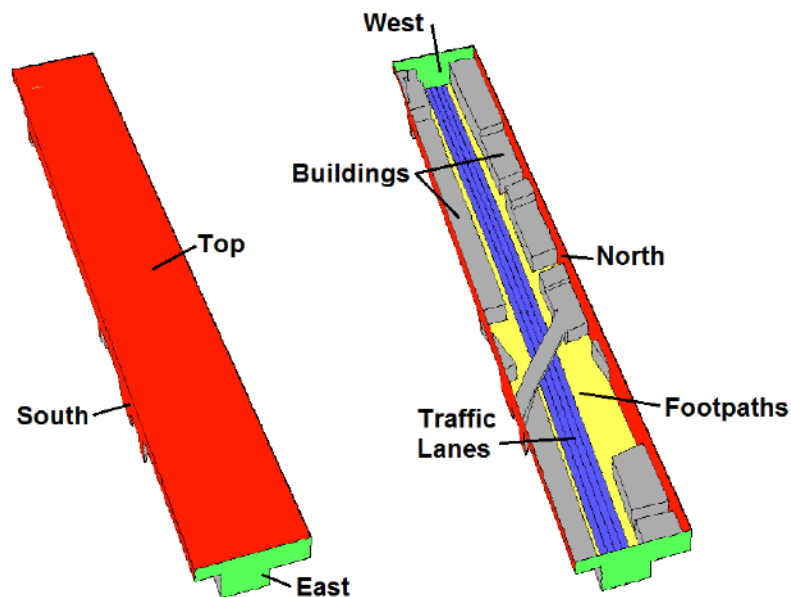 West
Buildings
Top
North
South
Traffic
Lanes
Footpaths
East